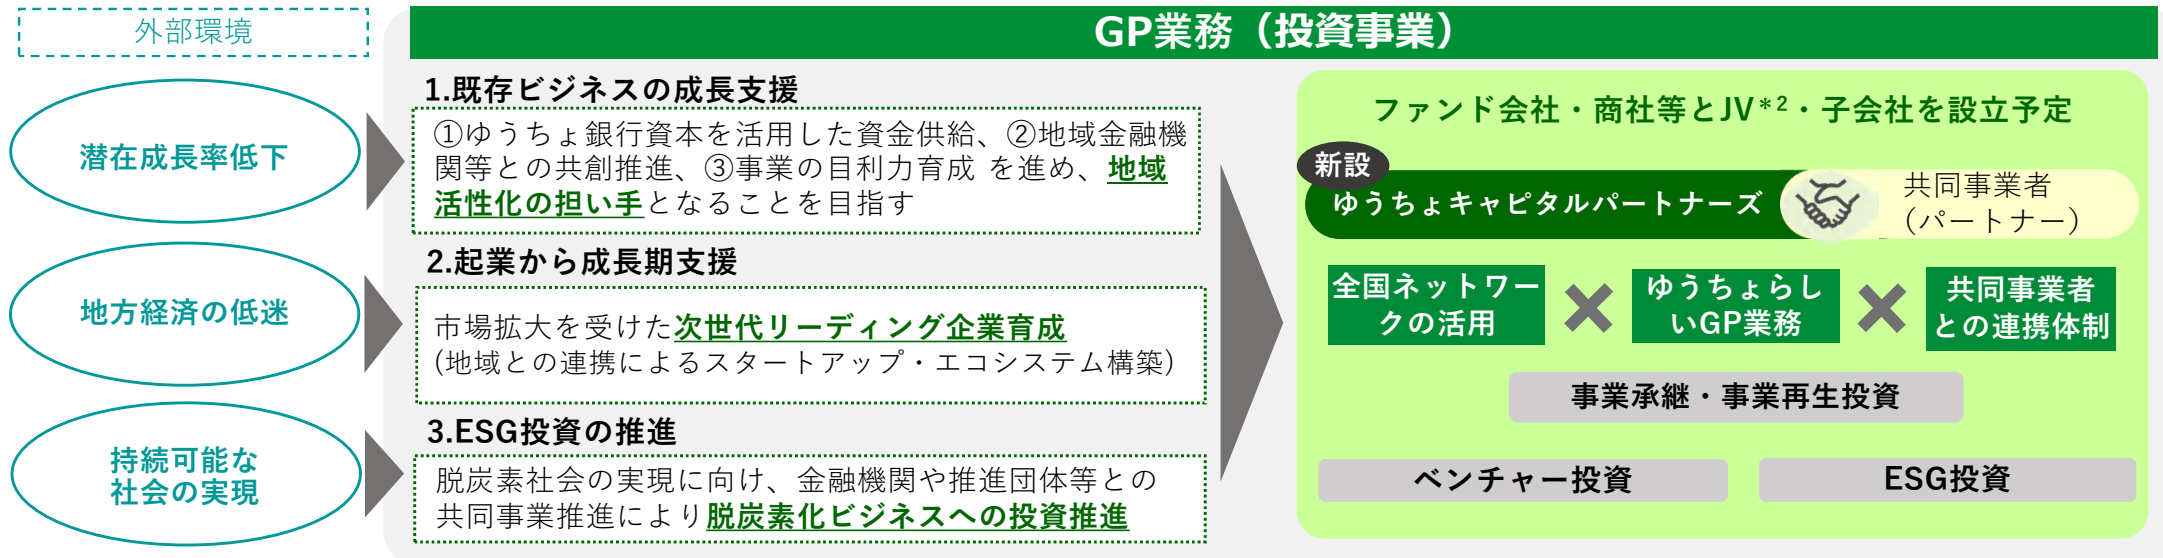 外部環境
潜在成長率低下
地方経済の低迷
持続可能な
社会の実現
GP業務（投資事業）
1.既存ビジネスの成長支援
①ゆうちょ銀行資本を活用した資金供給、②地域金融機
関等との共創推進、③事業の目利力育成 を進め、地域
活性化の担い手となることを目指す
2.起業から成長期支援
市場拡大を受けた次世代リーディング企業育成
(地域との連携によるスタートアップ・エコシステム構築)
3.ESG投資の推進
脱炭素社会の実現に向け、金融機関や推進団体等との
共同事業推進により脱炭素化ビジネスへの投資推進
ファンド会社・商社等とJV*2・子会社を設立予定
新設
ゆうちょキャピタルパートナーズ
共同事業者
（パートナー）
全国ネットワー
クの活用
ゆうちょらし
いGP業務
共同事業者
との連携体制
事業承継・事業再生投資
ベンチャー投資
ESG投資